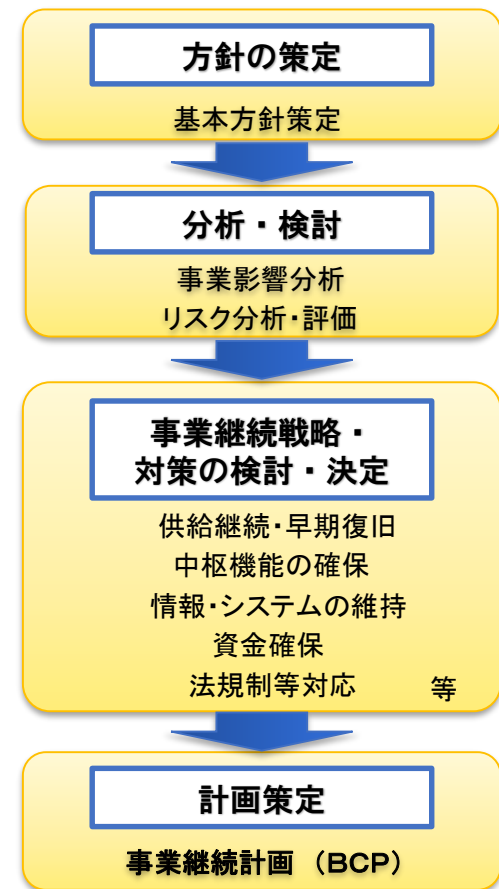 方針の策定
基本方針策定
分析・検討
事業影響分析
リスク分析・評価
事業継続戦略・
対策の検討・決定
供給継続・早期復旧
中枢機能の確保
情報・システムの維持
資金確保
法規制等対応 等
計画策定
事業継続計画（ＢＣＰ）